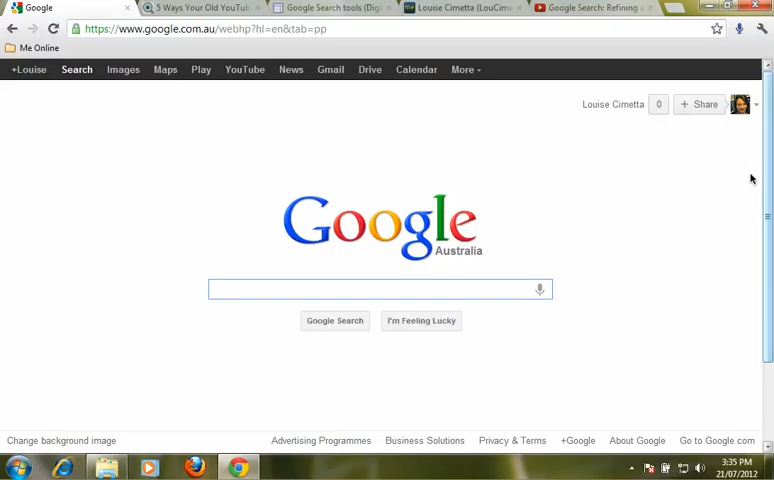 Google
5 Ways Your Old YouTub
Google Search tools (Digi
Louise Cimetta (LouCime
Google Search: Refining a
https://www.google.com.au/webhp?hl=en&tab=pp
Me Online
+Louise Search Images Maps Play YouTube News Gmail Drive Calendar More
Louise Cimetta 0 + Share
Google
Australia
Google Search I'm Feeling Lucky
Change background image Advertising Programmes Business Solutions Privacy & Terms +Google About Google Go to Google.com
3:35 PM
21/07/2012